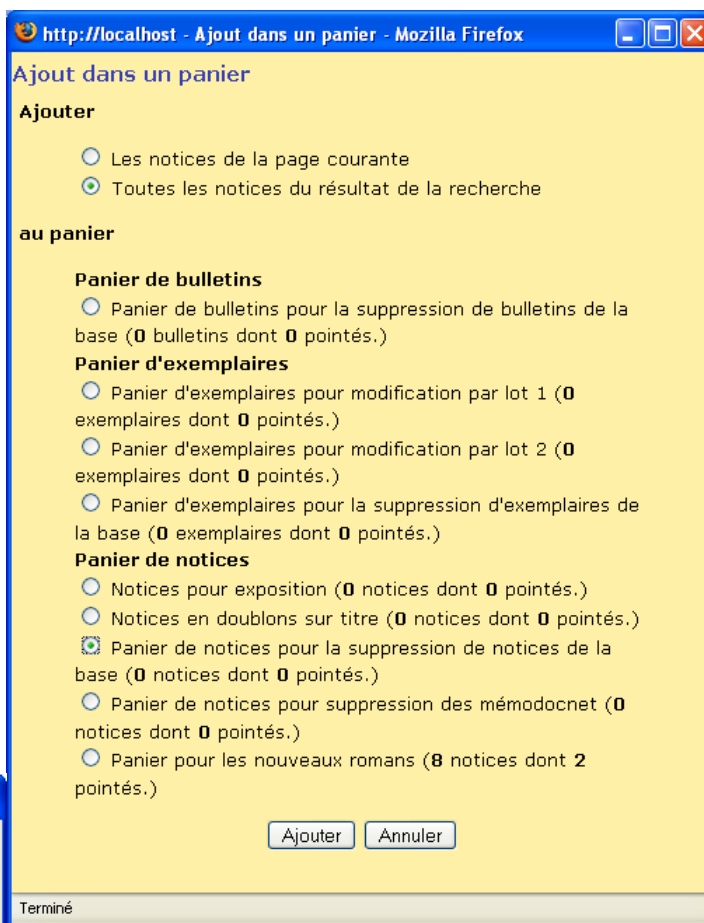 http://localhost - Ajout dans un panier - Mozilla Firefox
Ajout dans un panier
Ajouter
Les notices de la page courante
Toutes les notices du résultat de la recherche
au panier
Panier de bulletins
Panier de bulletins pour la suppression de bulletins de la
base (0 bulletins dont 0 pointés.)
Panier d'exemplaires
Panier d'exemplaires pour modification par lot 1 (0
exemplaires dont 0 pointés.)
Panier d'exemplaires pour modification par lot 2 (0
exemplaires dont 0 pointés.)
Panier d'exemplaires pour la suppression d'exemplaires de
la base (0 exemplaires dont 0 pointés.)
Panier de notices
Notices pour exposition (0 notices dont 0 pointés.)
Notices en doublons sur titre (0 notices dont 0 pointés.)
Panier de notices pour la suppression de notices de la
base (0 notices dont 0 pointés.)
Panier de notices pour suppression des mémodocnet (0
notices dont 0 pointés.)
Panier pour les nouveaux romans (8 notices dont 2
pointés.)
Ajouter Annuler
Terminé